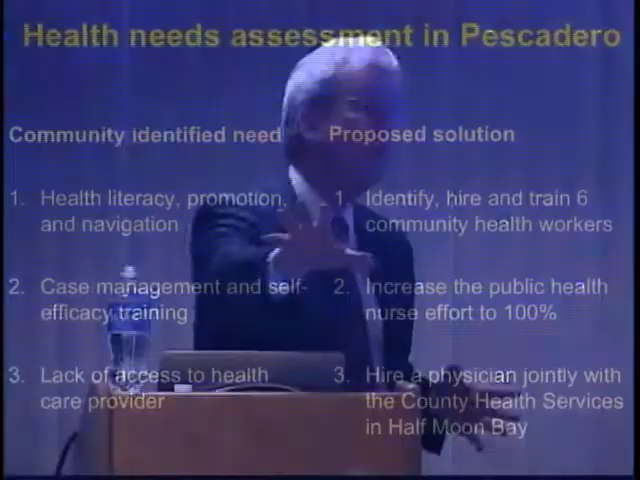 Health needs assessment in Pescadero
Community identified need
Proposed solution
1. Health literacy, promotion,
and navigation
1. Identify, hire and train 6
community health workers
2. Case management and self-
efficacy training
2. Increase the public health
nurse effort to 100%
3. Lack of access to health
care provider
3. Hire a physician jointly with
the County Health Services
in Half Moon Bay